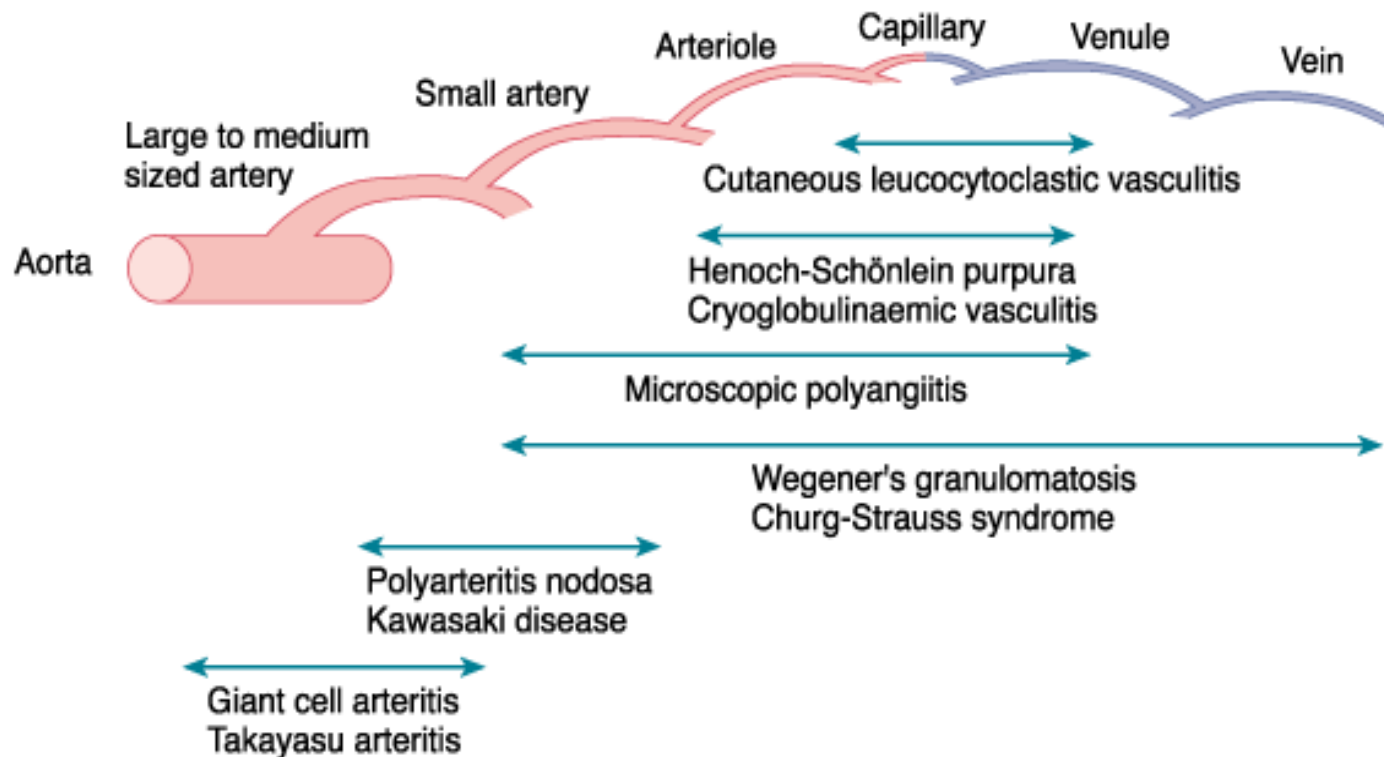 Capillary
Arteriole
Venule
Vein
Small artery
Large to medium
sized artery
Aorta
Cutaneous leucocytoclastic vasculitis
Henoch-Schönlein purpura
Cryoglobulinaemic vasculitis
Microscopic polyangiitis
Wegener's granulomatosis
Churg-Strauss syndrome
Polyarteritis nodosa
Kawasaki disease
Giant cell arteritis
Takayasu arteritis